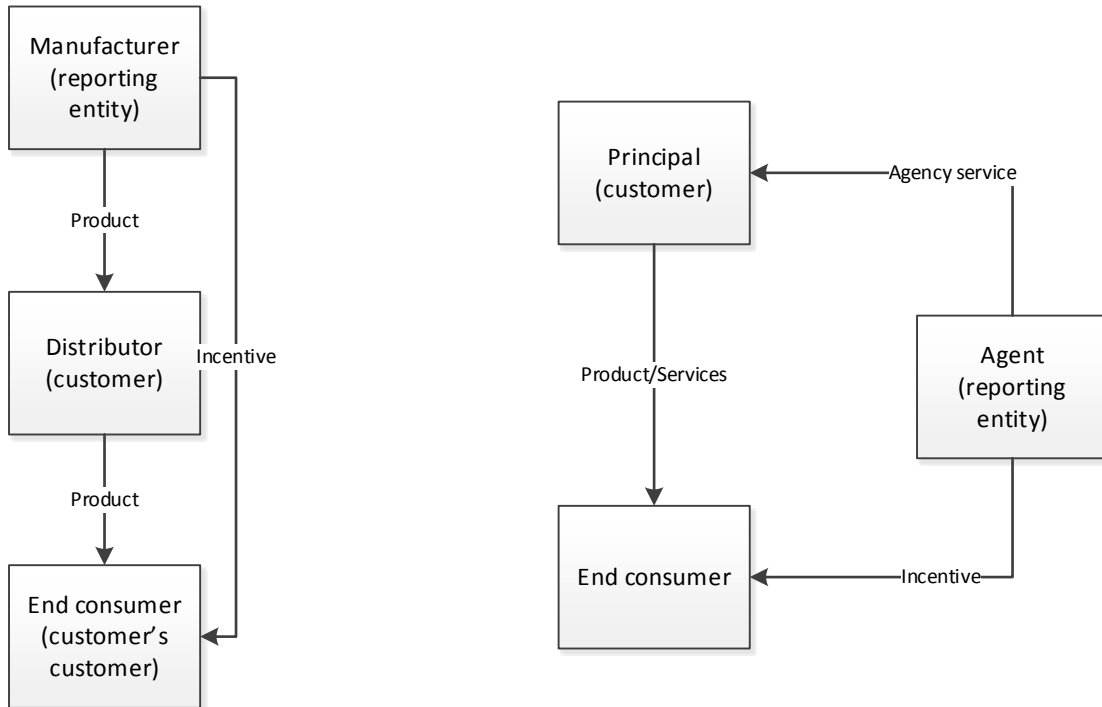 Manufacturer
(reporting
entity)
Product
Distributor
(customer)
Incentive
Product
End consumer
(customer’s
customer)
Principal
(customer)
Agency service
Product/Services
Agent
(reporting
entity)
End consumer
Incentive